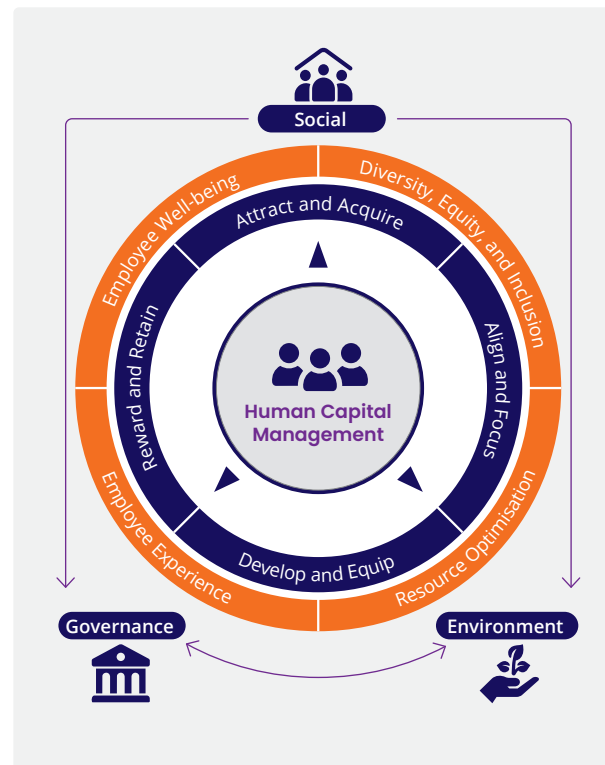 Social
Employee Well-being
Diversity, Equity, and Inclusion
Attract and Acquire
Reward and Retain
Align and Focus
Human Capital
Management
Develop and Equip
Employee Experience
Resource Optimisation
Governance
Environment